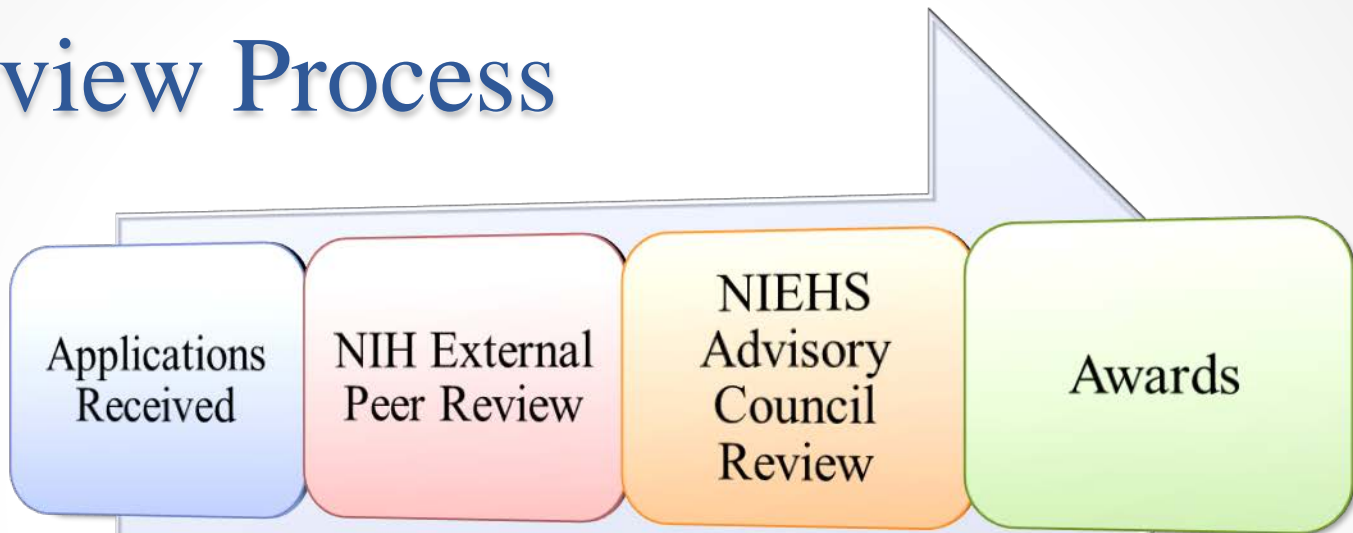 view Process
Applications
Received
NIH External
Peer Review
NIEHS
Advisory
Council
Review
Awards